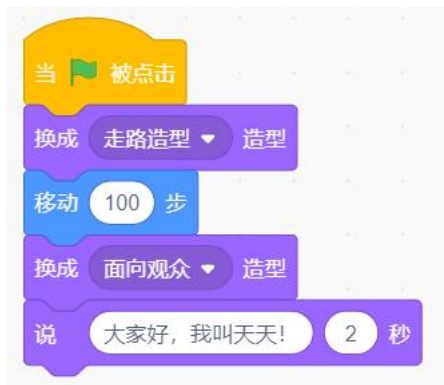 当 被点击
换成 走路造型 造型
移动 100 步
换成 面向观众 造型
说 大家好，我叫天天！ 2 秒